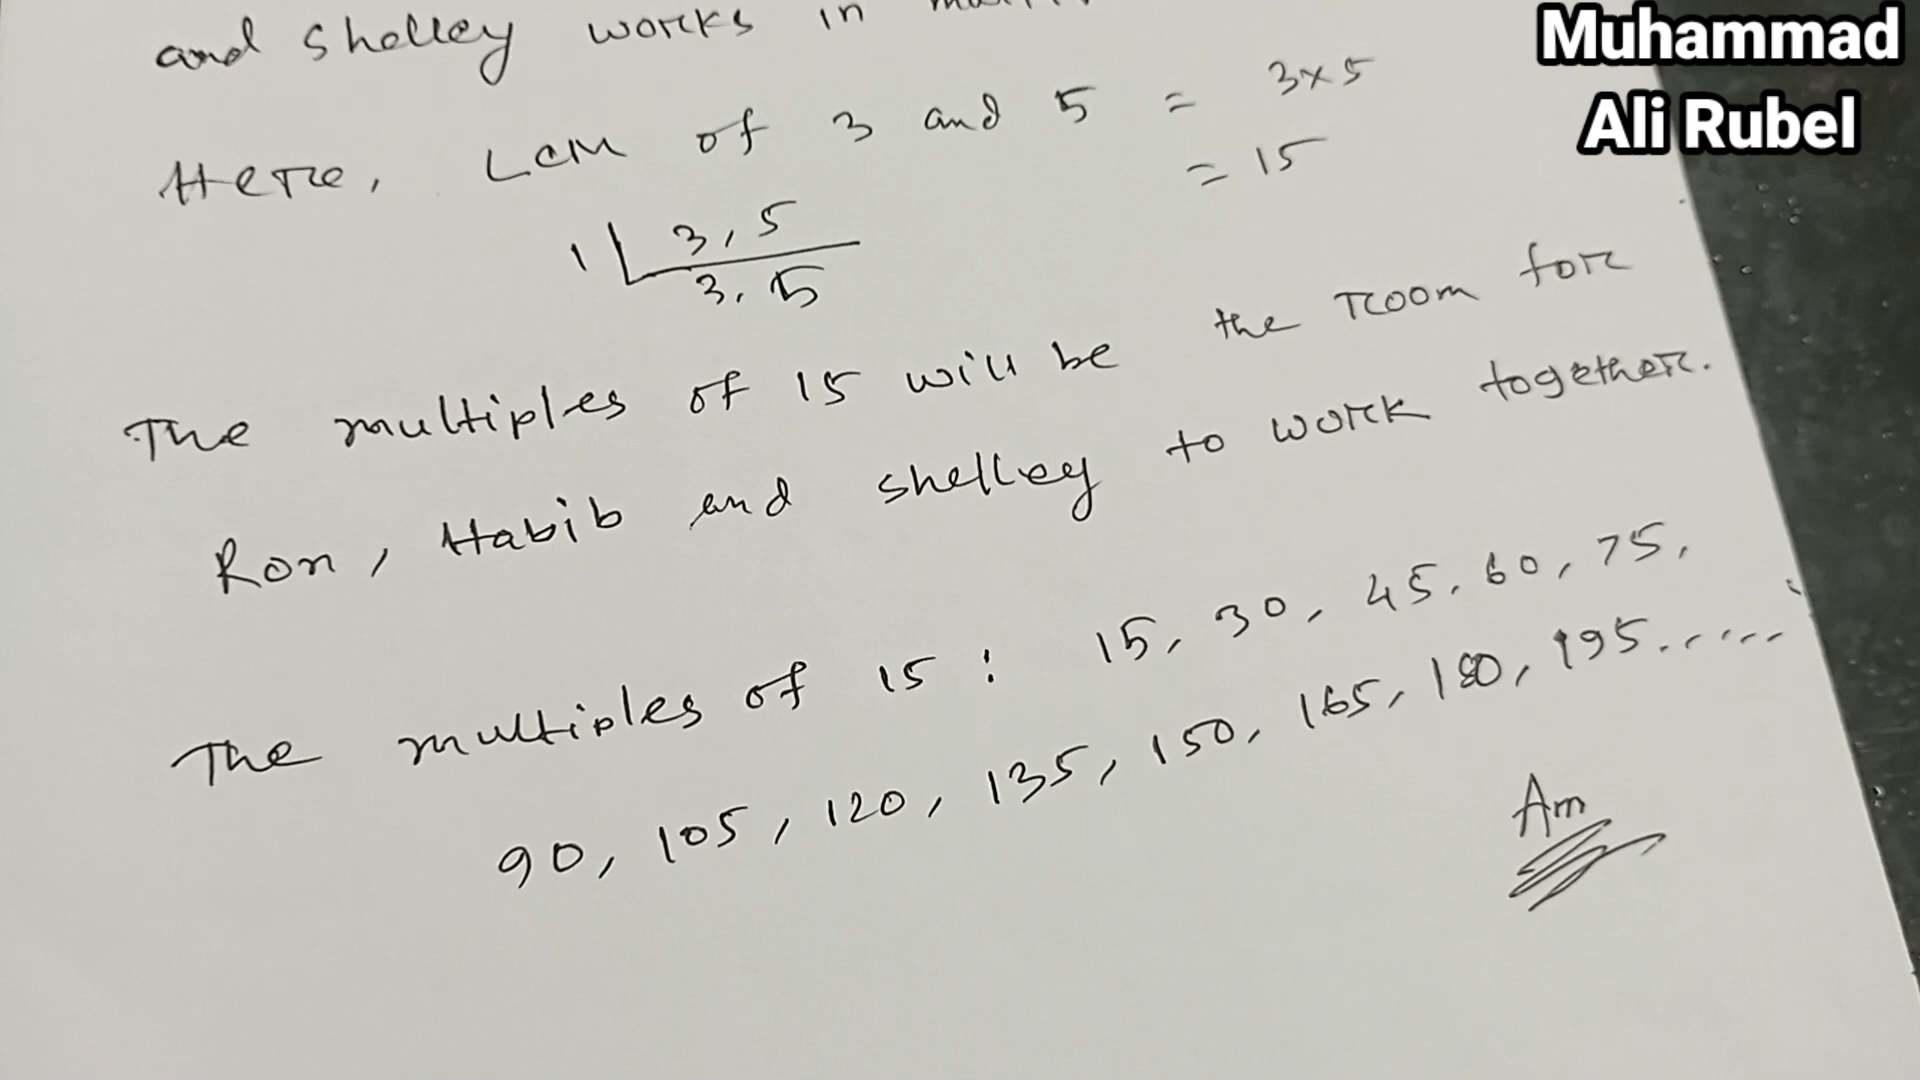 and shelley works in
Here, LCM of 3 and 5 = 3x5
= 15
1 3, 5
3, 5
The multiples of 15 will be the room for
Ron, Habib and shelley to work together.
The multiples of 15 : 15, 30, 45, 60, 75,
90, 105, 120, 135, 150, 165, 180, 195......
Muhammad
Ali Rubel